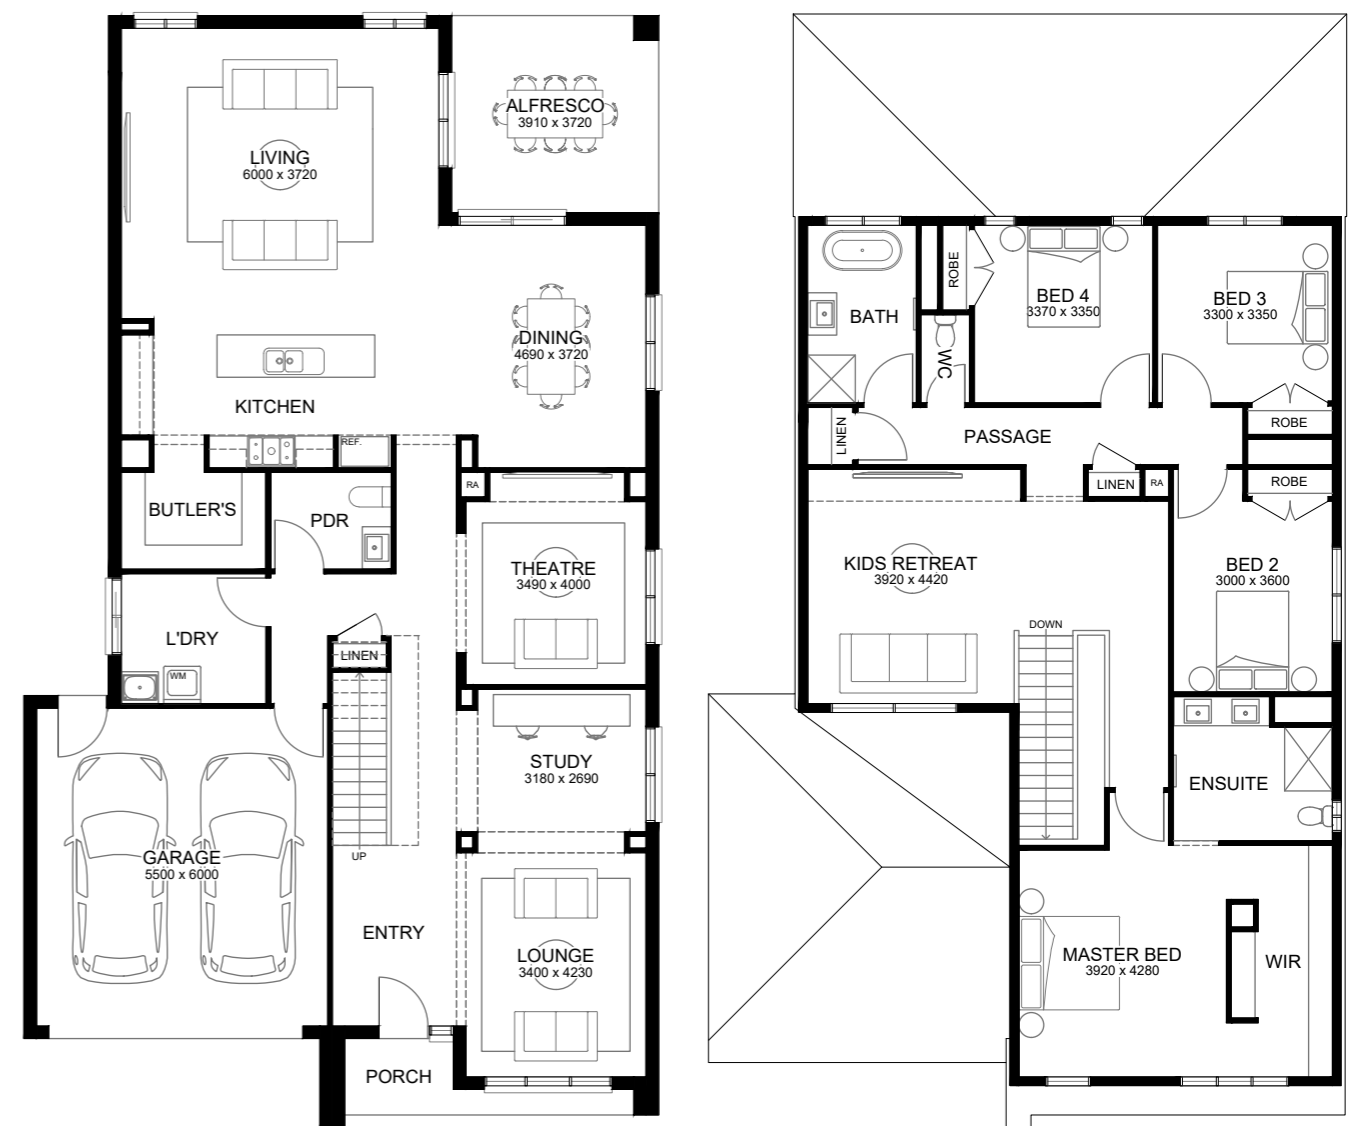 ALFRESCO
3910 x 3720
LIVING
6000 x 3720
DINING
4690 x 3720
KITCHEN
REF.
BUTLER'S
PDR
RA
THEATRE
3490 x 4000
L'DRY
WM
LINEN
STUDY
3180 x 2690
UP
GARAGE
5500 x 6000
ENTRY
LOUNGE
3400 x 4230
PORCH
ROBE
BED 4
3370 x 3350
BED 3
3300 x 3350
BATH
WC
ROBE
LINEN
PASSAGE
LINEN
RA
ROBE
KIDS RETREAT
3920 x 4420
BED 2
3000 x 3600
DOWN
ENSUITE
MASTER BED
3920 x 4280
WIR